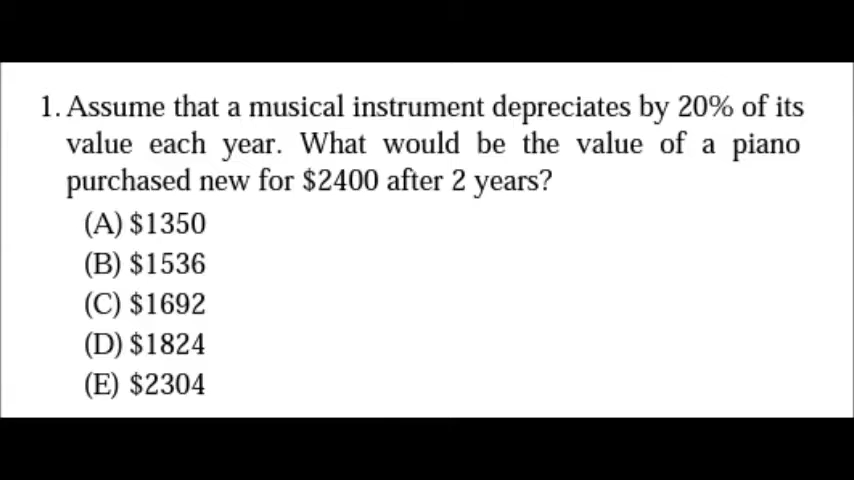 1. Assume that a musical instrument depreciates by 20% of its
value each year. What would be the value of a piano
purchased new for $2400 after 2 years?
(A) $1350
(B) $1536
(C) $1692
(D) $1824
(E) $2304